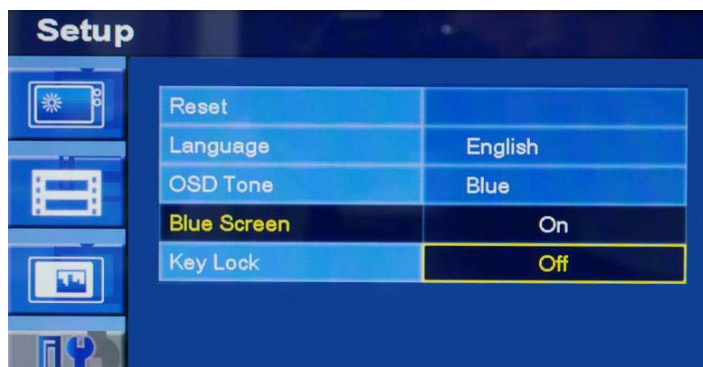 Setup
Reset
Language English
OSD Tone Blue
Blue Screen On
Key Lock Off